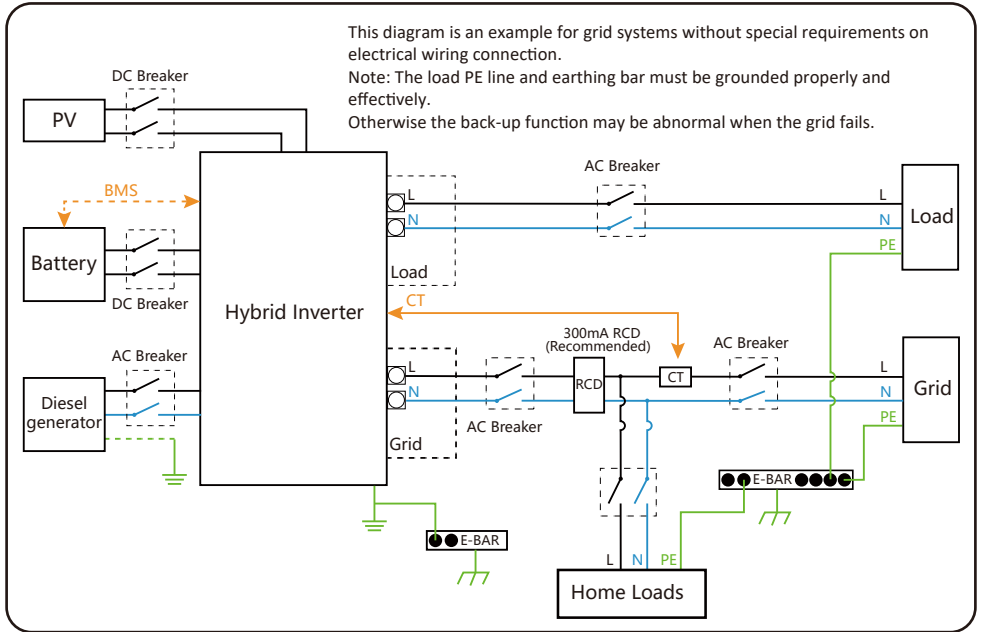 This diagram is an example for grid systems without special requirements on
electrical wiring connection.
Note: The load PE line and earthing bar must be grounded properly and
effectively.
Otherwise the back-up function may be abnormal when the grid fails.
DC Breaker
PV
AC Breaker
BMS
L
N
Load
L
N
Load
PE
Battery
DC Breaker
Hybrid Inverter
CT
300mA RCD
(Recommended)
AC Breaker
AC Breaker
L
N
Grid
RCD
CT
AC Breaker
L
N
Grid
PE
Diesel
generator
E-BAR
E-BAR
L
N
PE
Home Loads